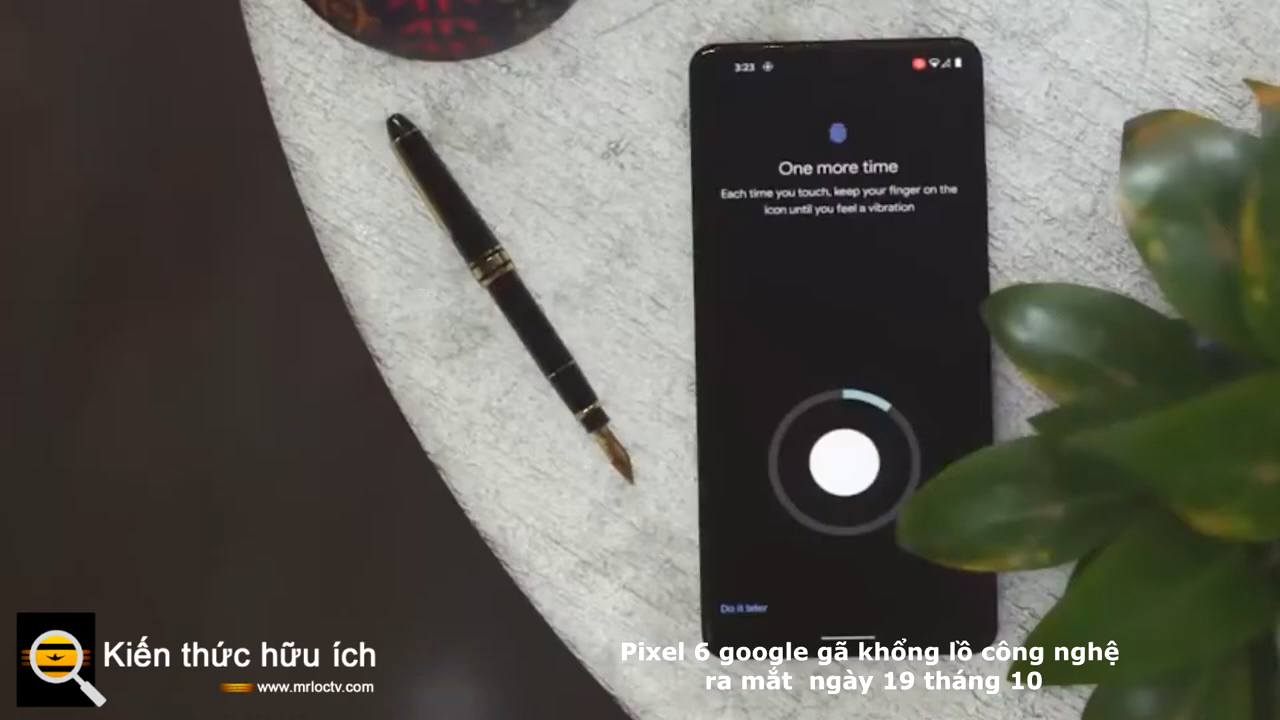 3:23
One more time
Each time you touch, keep your finger on the
icon until you feel a vibration
Do it later
Kiến thức hữu ích
www.mrloctv.com
Pixel 6 google gã khổng lồ công nghệ
ra mắt ngày 19 tháng 10